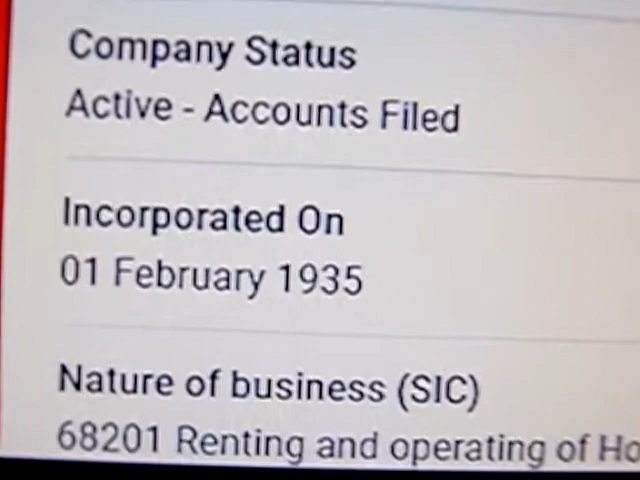 Company Status
Active - Accounts Filed
Incorporated On
01 February 1935
Nature of business (SIC)
68201 Renting and operating of Ho